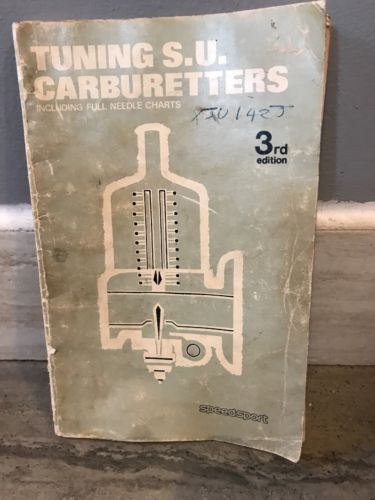 TUNING S.U.
CARBURETTERS
INCLUDING FULL NEEDLE CHARTS
3rd
edition
speedsport